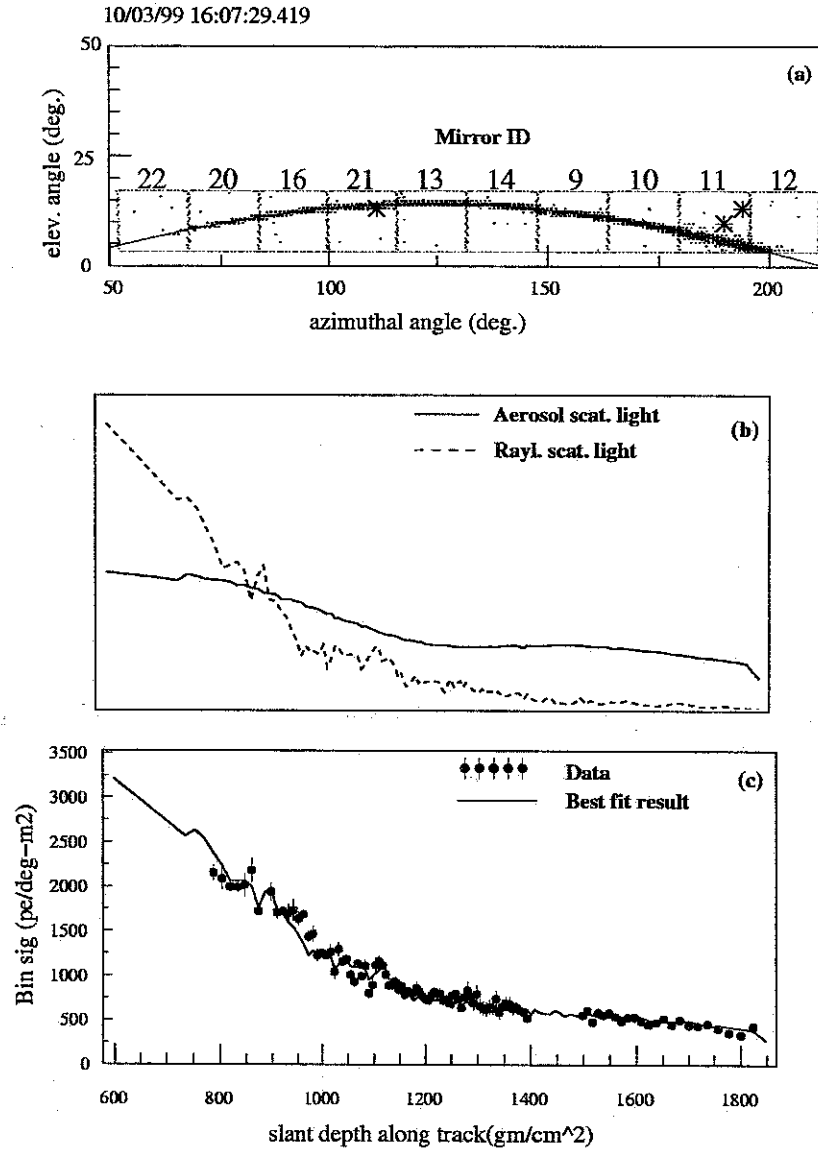 10/03/99 16:07:29.419
50
(a)
elev. angle (deg.)
Mirror ID
25
22 20 16 21 13 14 9 10 11 12
0
50 100 150 200
azimuthal angle (deg.)
Aerosol scat. light
(b)
Rayl. scat. light
3500
Data
(c)
3000
Best fit result
2500
Bin sig (pe/deg-m2)
2000
1500
1000
500
0
600 800 1000 1200 1400 1600 1800
slant depth along track(gm/cm^2)